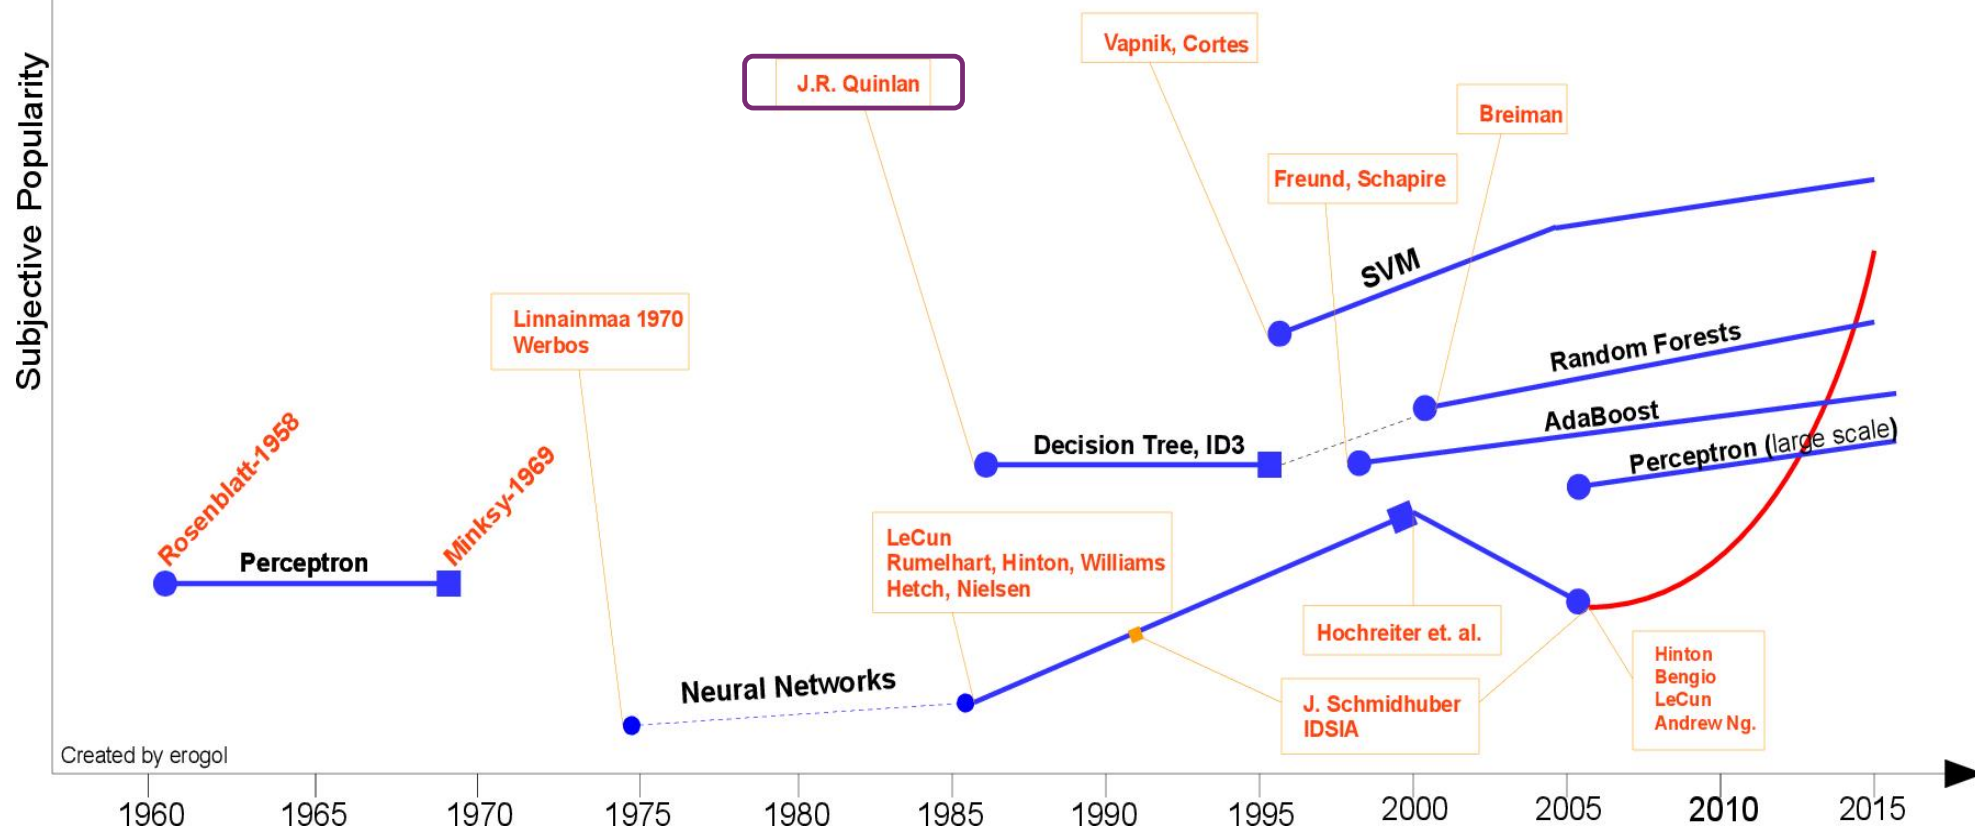 Subjective Popularity
Vapnik, Cortes
J.R. Quinlan
Breiman
Freund, Schapire
SVM
Linnainmaa 1970
Werbos
Random Forests
AdaBoost
Perceptron (large scale)
Decision Tree, ID3
Rosenblatt-1958
Minksy-1969
Perceptron
LeCun
Rumelhart, Hinton, Williams
Hetch, Nielsen
Hochreiter et. al.
Hinton
Bengio
LeCun
Andrew Ng.
J. Schmidhuber
IDSIA
Neural Networks
Created by erogol
1960 1965 1970 1975 1980 1985 1990 1995 2000 2005 2010 2015